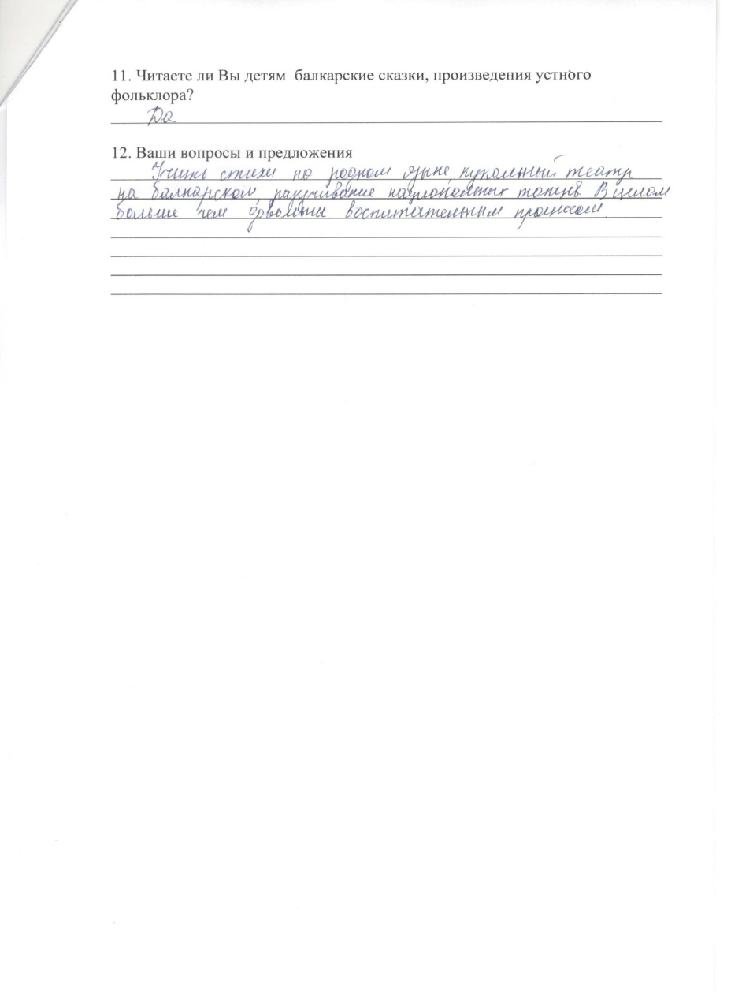 11. Читаете ли Вы детям балкарские сказки, произведения устного
фольклора?
Да
12. Ваши вопросы и предложения
Учить стихи на родном языке, кукольный театр
на балкарском, разучивание национальных танцев. В целом
больше чем довольны воспитательным процессом.